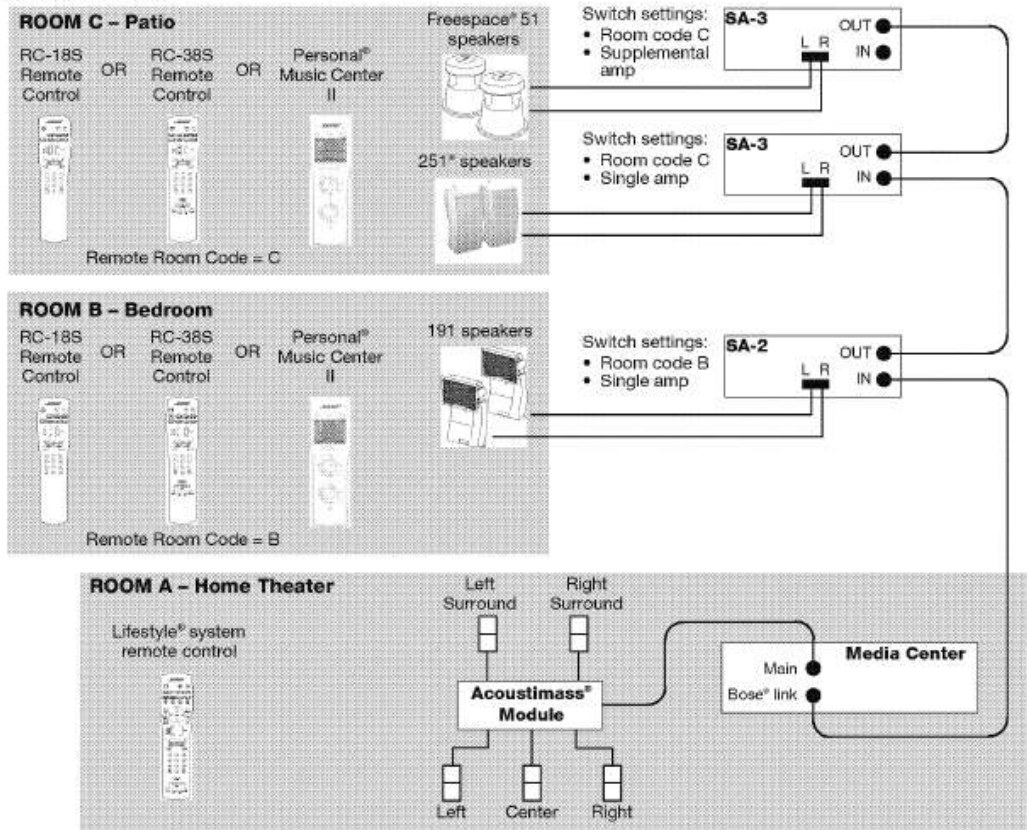 ROOM C – Patio
RC-18S
Remote
Control
OR
RC-38S
Remote
Control
OR
Personal®
Music Center
II
Remote Room Code = C
Freespace® 51
speakers
251® speakers
Switch settings:
• Room code C
• Supplemental
amp
SA-3
L R
OUT
IN
Switch settings:
• Room code C
• Single amp
SA-3
L R
OUT
IN
ROOM B – Bedroom
RC-18S
Remote
Control
OR
RC-38S
Remote
Control
OR
Personal®
Music Center
II
Remote Room Code = B
191 speakers
Switch settings:
• Room code B
• Single amp
SA-2
L R
OUT
IN
ROOM A – Home Theater
Lifestyle® system
remote control
Left
Surround
Right
Surround
Acoustimass®
Module
Left
Center
Right
Media Center
Main
Bose® link